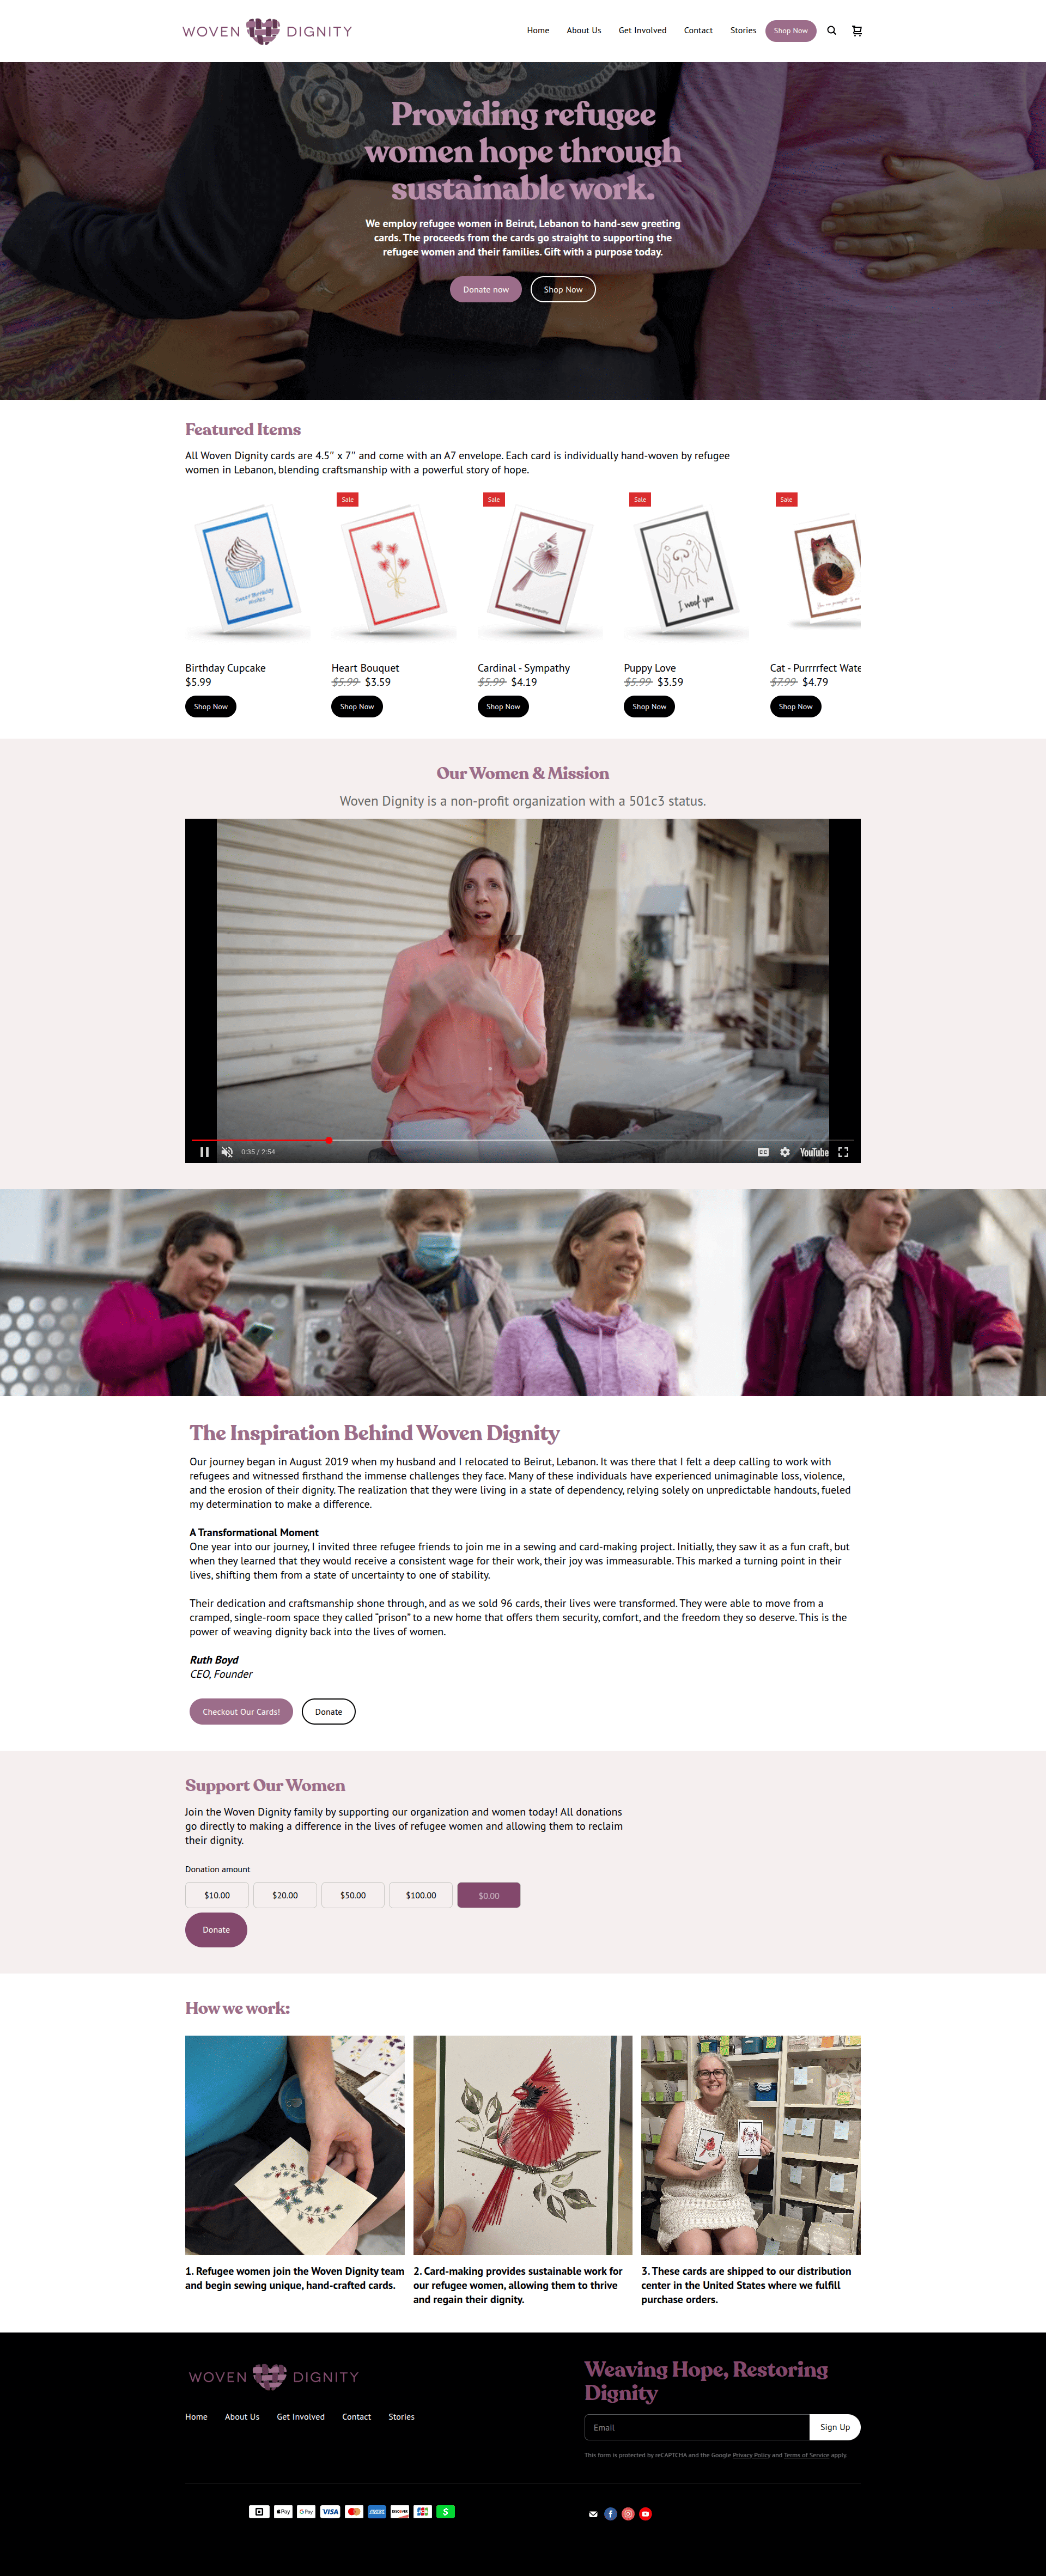 WOVEN DIGNITY
Home About Us Get Involved Contact Stories Shop Now
Providing refugee
women hope through
sustainable work.
We employ refugee women in Beirut, Lebanon to hand-sew greeting
cards. The proceeds from the cards go straight to supporting the
refugee women and their families. Gift with a purpose today.
Donate now Shop Now
Featured Items
All Woven Dignity cards are 4.5″ x 7″ and come with an A7 envelope. Each card is individually hand-woven by refugee
women in Lebanon, blending craftsmanship with a powerful story of hope.
Sale Sale Sale Sale
Sweet Birthday
Wishes
with Deep Sympathy
I woof you
Birthday Cupcake Heart Bouquet Cardinal - Sympathy Puppy Love Cat - Purrrrfect Wate
$5.99 $5.99 $3.59 $5.99 $4.19 $5.99 $3.59 $7.99 $4.79
Shop Now Shop Now Shop Now Shop Now Shop Now
Our Women & Mission
Woven Dignity is a non-profit organization with a 501c3 status.
0:35 / 2:54 CC YouTube
The Inspiration Behind Woven Dignity
Our journey began in August 2019 when my husband and I relocated to Beirut, Lebanon. It was there that I felt a deep calling to work with
refugees and witnessed firsthand the immense challenges they face. Many of these individuals have experienced unimaginable loss, violence,
and the erosion of their dignity. The realization that they were living in a state of dependency, relying solely on unpredictable handouts, fueled
my determination to make a difference.
A Transformational Moment
One year into our journey, I invited three refugee friends to join me in a sewing and card-making project. Initially, they saw it as a fun craft, but
when they learned that they would receive a consistent wage for their work, their joy was immeasurable. This marked a turning point in their
lives, shifting them from a state of uncertainty to one of stability.
Their dedication and craftsmanship shone through, and as we sold 96 cards, their lives were transformed. They were able to move from a
cramped, single-room space they called “prison” to a new home that offers them security, comfort, and the freedom they so deserve. This is the
power of weaving dignity back into the lives of women.
Ruth Boyd
CEO, Founder
Checkout Our Cards! Donate
Support Our Women
Join the Woven Dignity family by supporting our organization and women today! All donations
go directly to making a difference in the lives of refugee women and allowing them to reclaim
their dignity.
Donation amount
$10.00 $20.00 $50.00 $100.00 $0.00
Donate
How we work:
1. Refugee women join the Woven Dignity team
and begin sewing unique, hand-crafted cards.
2. Card-making provides sustainable work for
our refugee women, allowing them to thrive
and regain their dignity.
3. These cards are shipped to our distribution
center in the United States where we fulfill
purchase orders.
WOVEN DIGNITY
Home About Us Get Involved Contact Stories
Weaving Hope, Restoring
Dignity
Email Sign Up
This form is protected by reCAPTCHA and the Google Privacy Policy and Terms of Service apply.
Pay G Pay VISA DISCOVER JCB $